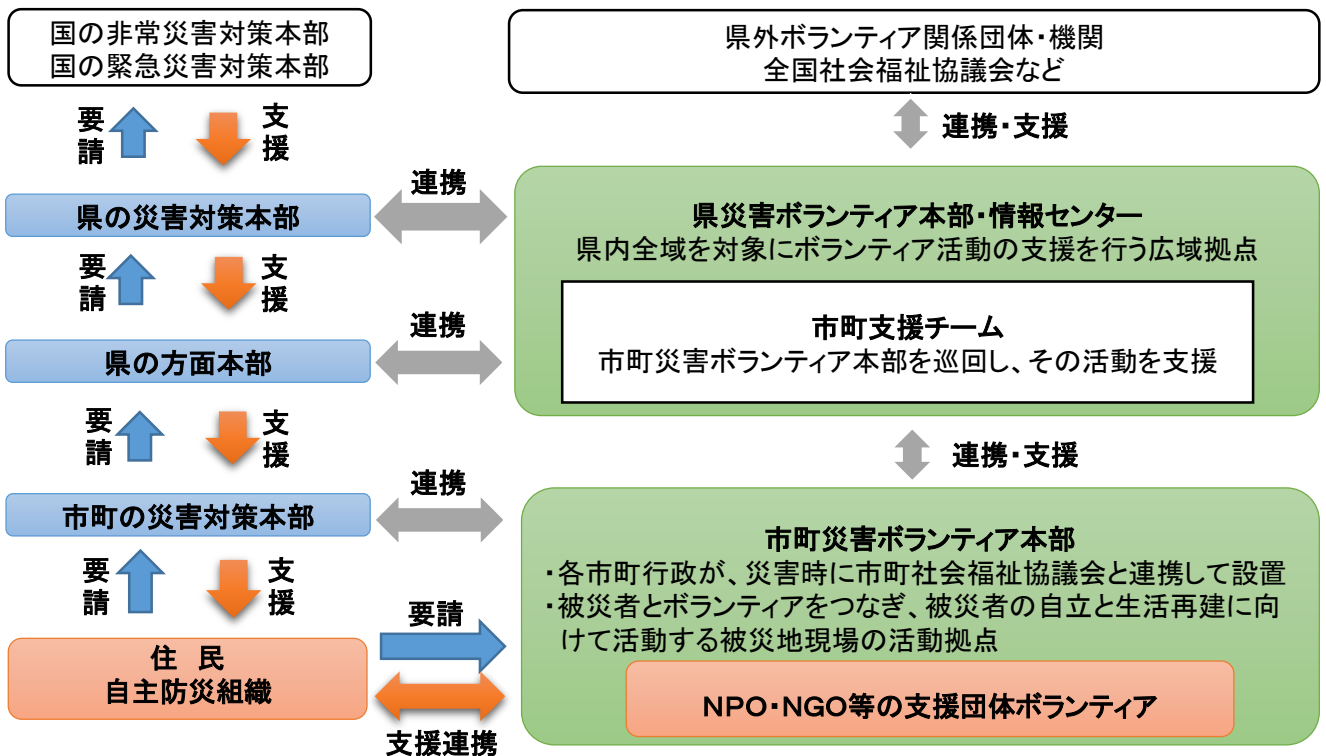 国の非常災害対策本部
国の緊急災害対策本部
県外ボランティア関係団体・機関
全国社会福祉協議会など
要請
支援
連携・支援
県の災害対策本部
連携
県災害ボランティア本部・情報センター
県内全域を対象にボランティア活動の支援を行う広域拠点
要請
支援
市町支援チーム
市町災害ボランティア本部を巡回し、その活動を支援
県の方面本部
連携
要請
支援
連携・支援
市町の災害対策本部
連携
市町災害ボランティア本部
・各市町行政が、災害時に市町社会福祉協議会と連携して設置
・被災者とボランティアをつなぎ、被災者の自立と生活再建に向
けて活動する被災地現場の活動拠点
要請
支援
要請
住 民
自主防災組織
支援連携
NPO・NGO等の支援団体ボランティア